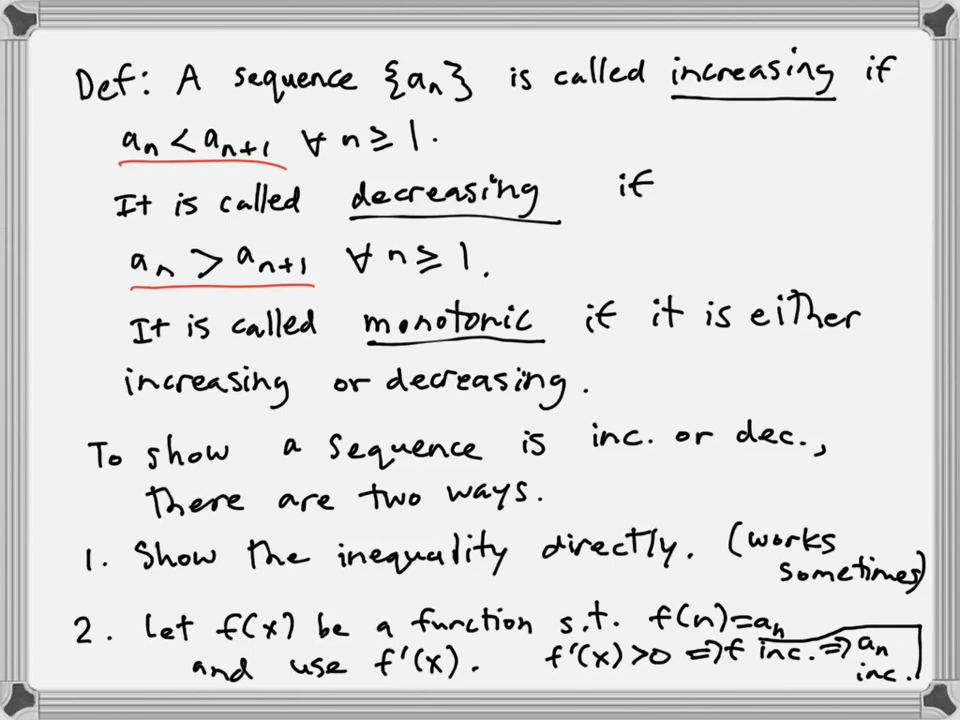 Def: A sequence {aₙ} is called increasing if
aₙ < aₙ₊₁ ∀ n ≥ 1.
It is called decreasing if
aₙ > aₙ₊₁ ∀ n ≥ 1.
It is called monotonic if it is either
increasing or decreasing.
To show a sequence is inc. or dec.,
there are two ways.
1. Show the inequality directly. (works
sometimes)
2. Let f(x) be a function s.t. f(n)=aₙ
and use f'(x). f'(x) >0 => f inc. => aₙ
inc.